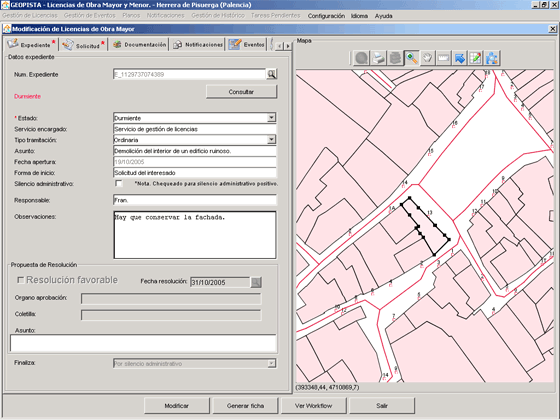 GEOPISTA - Licencias de Obra Mayor y Menor. - Herrera de Pisuerga (Palencia)
Gestión de Licencias Gestión de Eventos Planos Notificaciones Gestión de Histórico Tareas Pendientes Configuración Idioma Ayuda
Modificación de Licencias de Obra Mayor
Expediente * Solicitud * Documentación Notificaciones Eventos
Mapa
Datos expediente
Num. Expediente E_1129737074389
Durmiente Consultar
* Estado: Durmiente
Servicio encargado: Servicio de gestión de licencias
Tipo tramitación: Ordinaria
Asunto: Demolición del interior de un edificio ruinoso.
Fecha apertura: 19/10/2005
Forma de inicio: Solicitud del interesado
Silencio administrativo: *Nota. Chequeado para silencio administrativo positivo.
Responsable: Fran.
Observaciones: Hay que conservar la fachada.
Propuesta de Resolución
Resolución favorable Fecha resolución: 31/10/2005
Organo aprobación:
Coletilla:
Asunto:
Finaliza: Por silencio administrativo
(393348,44, 4710869,7)
Modificar Generar ficha Ver Workflow Salir